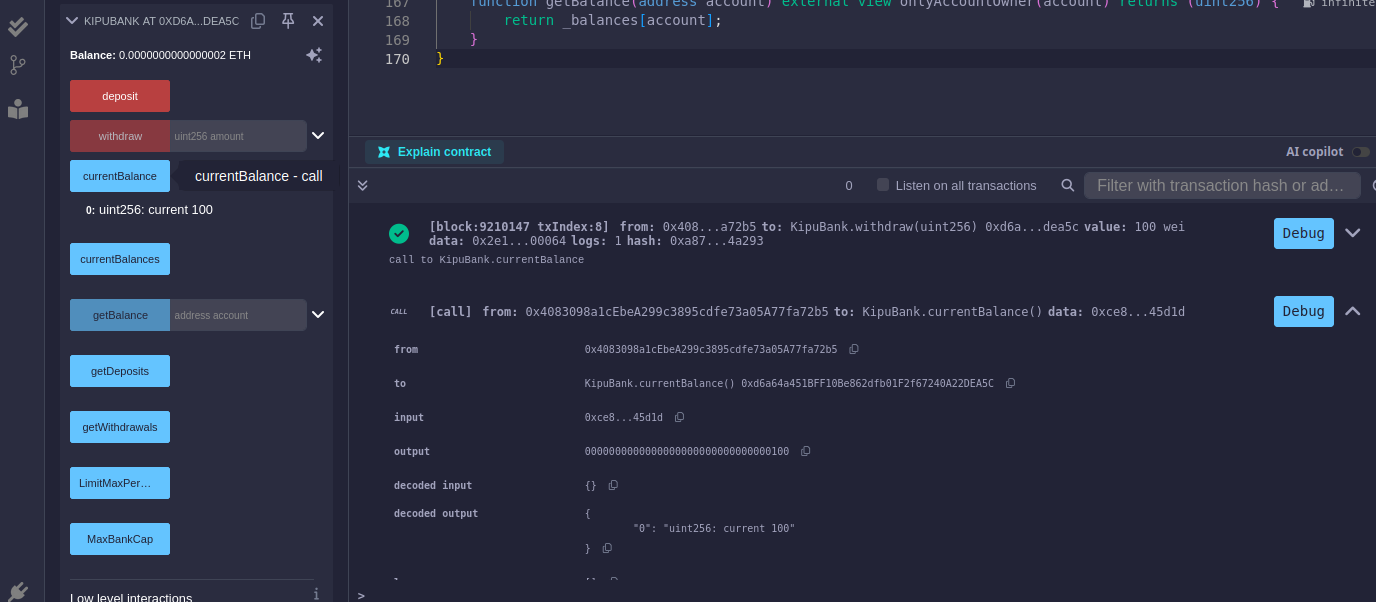 KIPUBANK AT 0XD6A...DEA5C
Balance: 0.0000000000000002 ETH
deposit
withdraw uint256 amount
currentBalance currentBalance - call
0: uint256: current 100
currentBalances
getBalance address account
getDeposits
getWithdrawals
LimitMaxPer…
MaxBankCap
Low level interactions
167 function getBalance(address account) external view onlyAccountOwner(account) returns (uint256) { infinite
168 return _balances[account];
169 }
170 }
Explain contract
AI copilot
0 Listen on all transactions Filter with transaction hash or ad…
[block:9210147 txIndex:8] from: 0x408...a72b5 to: KipuBank.withdraw(uint256) 0xd6a...dea5c value: 100 wei
data: 0x2e1...00064 logs: 1 hash: 0xa87...4a293
Debug
call to KipuBank.currentBalance
CALL [call] from: 0x4083098a1cEbeA299c3895cdfe73a05A77fa72b5 to: KipuBank.currentBalance() data: 0xce8...45d1d
Debug
from 0x4083098a1cEbeA299c3895cdfe73a05A77fa72b5
to KipuBank.currentBalance() 0xd6a64a451BFF10Be862dfb01F2f67240A22DEA5C
input 0xce8...45d1d
output 0000000000000000000000000000000100
decoded input {}
decoded output {
"0": "uint256: current 100"
}
>